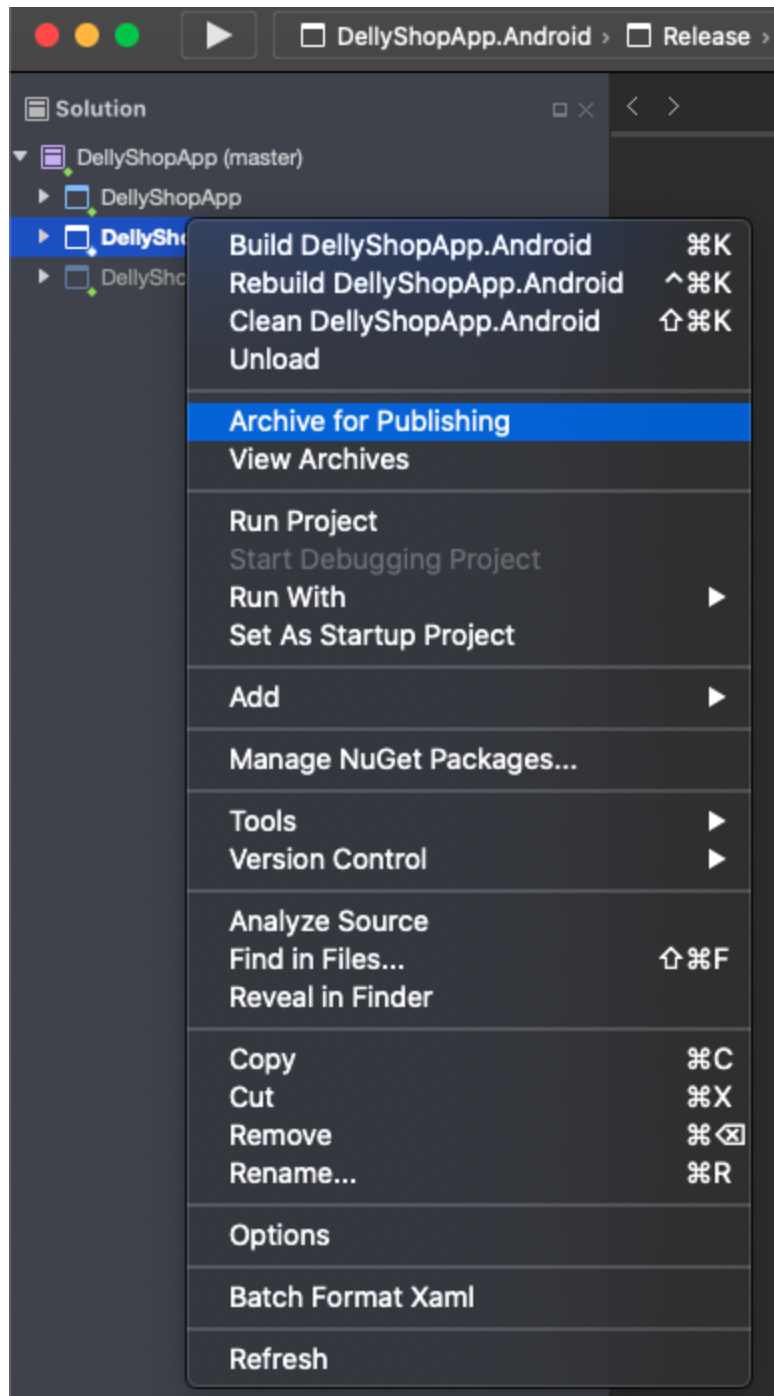 DellyShopApp.Android › Release ›
Solution
DellyShopApp (master)
DellyShopApp
Build DellyShopApp.Android ⌘K
Rebuild DellyShopApp.Android ^⌘K
Clean DellyShopApp.Android ⇧⌘K
Unload
Archive for Publishing
View Archives
Run Project
Start Debugging Project
Run With
Set As Startup Project
Add
Manage NuGet Packages...
Tools
Version Control
Analyze Source
Find in Files... ⇧⌘F
Reveal in Finder
Copy ⌘C
Cut ⌘X
Remove ⌘⌫
Rename... ⌘R
Options
Batch Format Xaml
Refresh